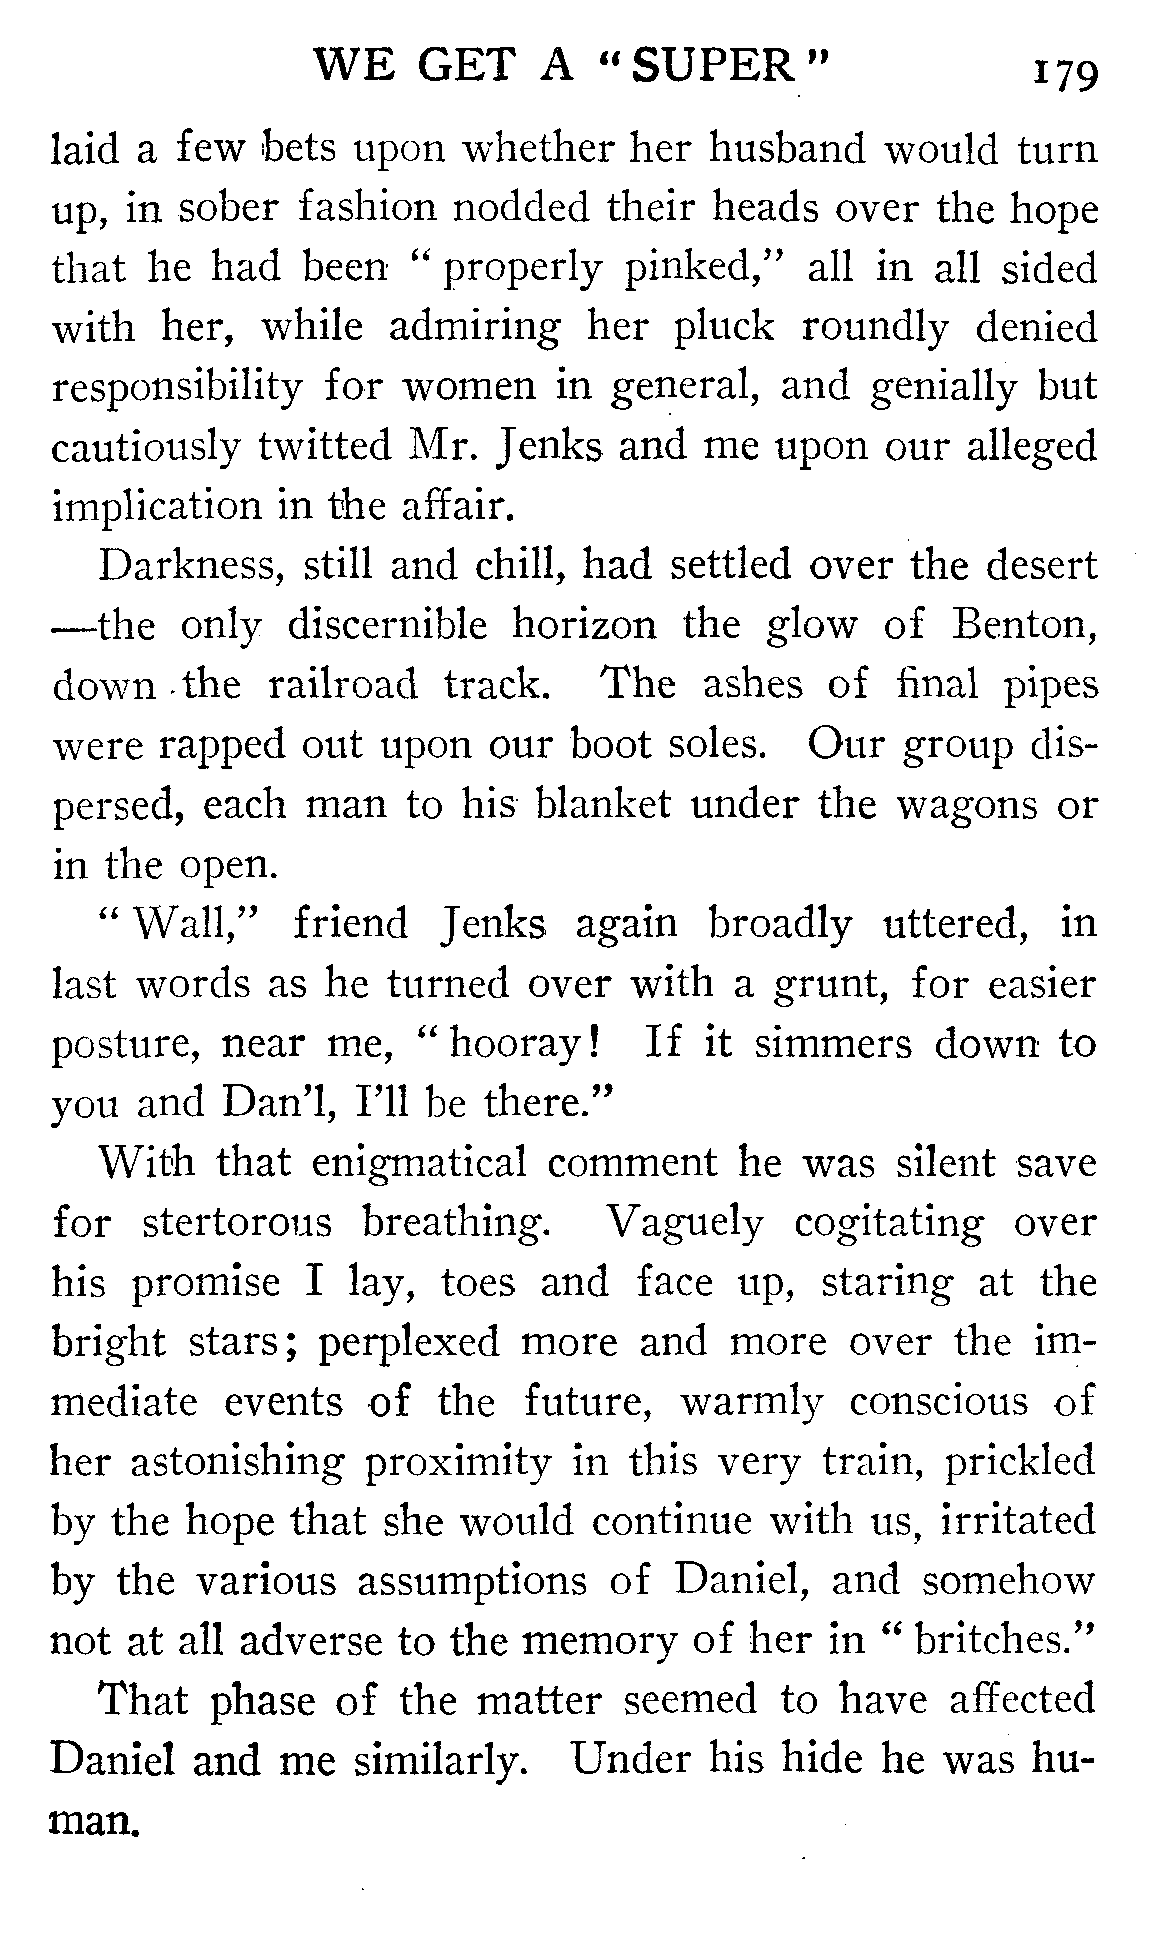 WE GET A “ SUPER ” 179
laid a few bets upon whether her husband would turn
up, in sober fashion nodded their heads over the hope
that he had been “ properly pinked,” all in all sided
with her, while admiring her pluck roundly denied
responsibility for women in general, and genially but
cautiously twitted Mr. Jenks and me upon our alleged
implication in the affair.
Darkness, still and chill, had settled over the desert
—the only discernible horizon the glow of Benton,
down the railroad track. The ashes of final pipes
were rapped out upon our boot soles. Our group dis-
persed, each man to his blanket under the wagons or
in the open.
“ Wall,” friend Jenks again broadly uttered, in
last words as he turned over with a grunt, for easier
posture, near me, “ hooray! If it simmers down to
you and Dan’l, I’ll be there.”
With that enigmatical comment he was silent save
for stertorous breathing. Vaguely cogitating over
his promise I lay, toes and face up, staring at the
bright stars; perplexed more and more over the im-
mediate events of the future, warmly conscious of
her astonishing proximity in this very train, prickled
by the hope that she would continue with us, irritated
by the various assumptions of Daniel, and somehow
not at all adverse to the memory of her in “ britches.”
That phase of the matter seemed to have affected
Daniel and me similarly. Under his hide he was hu-
man.